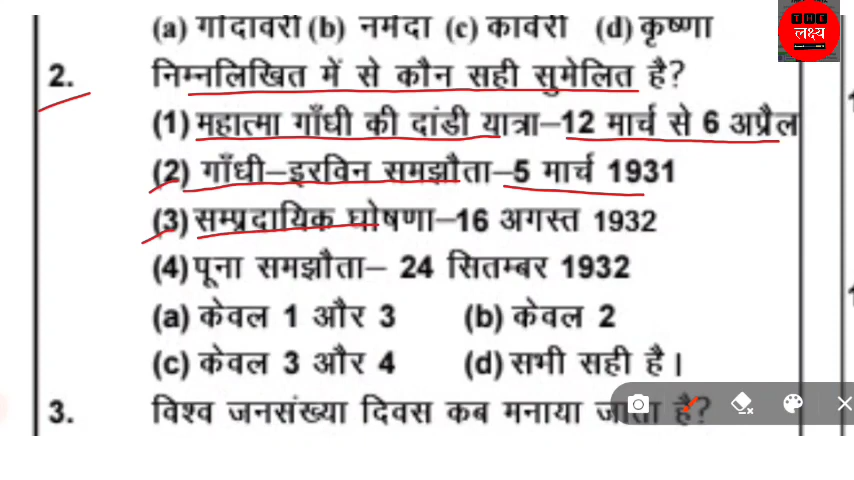 (a) गोदावरी (b) नर्मदा (c) कावेरी (d) कृष्णा
THE
लक्ष्य
2. निम्नलिखित में से कौन सही सुमेलित है?
(1) महात्मा गाँधी की दांडी यात्रा–12 मार्च से 6 अप्रैल
(2) गाँधी–इरविन समझौता–5 मार्च 1931
(3) सम्प्रदायिक घोषणा–16 अगस्त 1932
(4) पूना समझौता– 24 सितम्बर 1932
(a) केवल 1 और 3 (b) केवल 2
(c) केवल 3 और 4 (d) सभी सही है।
3. विश्व जनसंख्या दिवस कब मनाया जाता है?